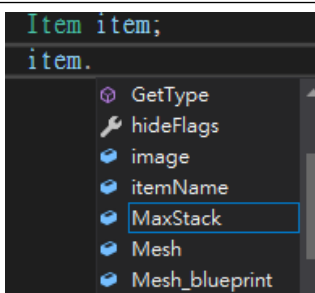 Item item;
item.
GetType
hideFlags
image
itemName
MaxStack
Mesh
Mesh_blueprint